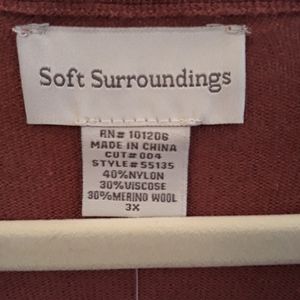 Soft Surroundings
RN# 101206
MADE IN CHINA
CUT# 004
STYLE# 55135
40%NYLON
30%VISCOSE
30%MERINO WOOL
3X